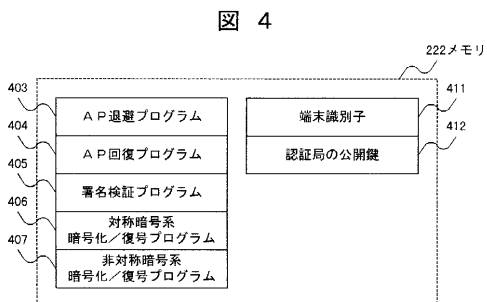 図 4
222メモリ
403
AP退避プログラム
404
AP回復プログラム
405
署名検証プログラム
406
対称暗号系
暗号化／復号プログラム
407
非対称暗号系
暗号化／復号プログラム
411
端末識別子
412
認証局の公開鍵